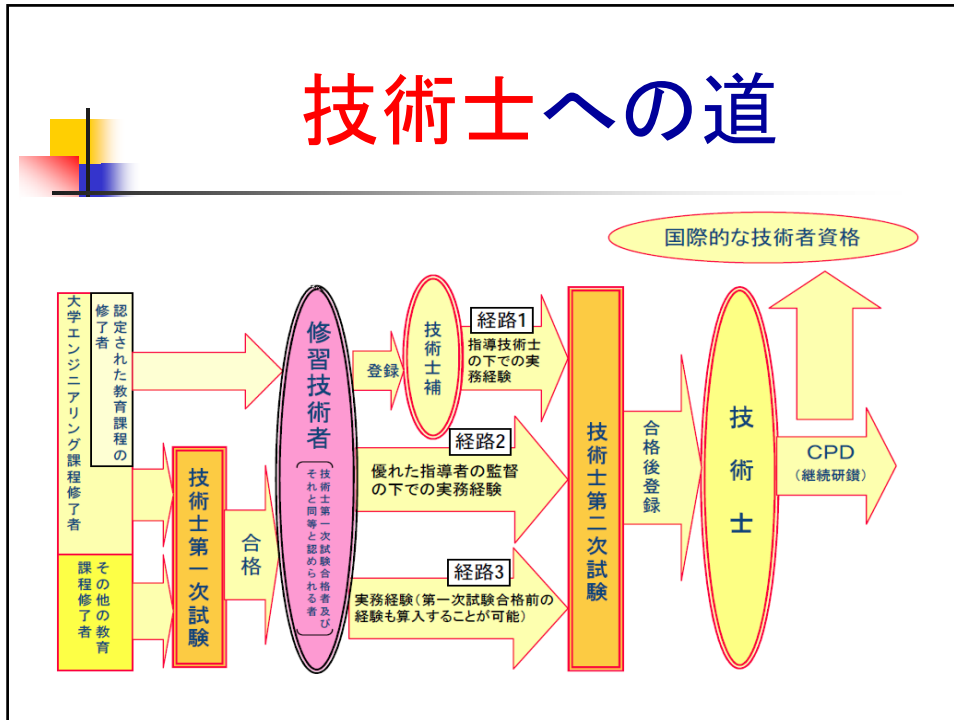 技術士への道
国際的な技術者資格
大学エンジニアリング課程修了者
認定された教育課程の
修了者
その他の教育
課程修了者
技術士第一次試験
合格
修習技術者
技術士第一次試験合格者及び
それと同等と認められる者
登録
技術士補
経路1
指導技術士
の下での実
務経験
経路2
優れた指導者の監督
の下での実務経験
経路3
実務経験（第一次試験合格前の
経験も算入することが可能）
技術士第二次試験
合格後登録
技術士
CPD
（継続研鑽）